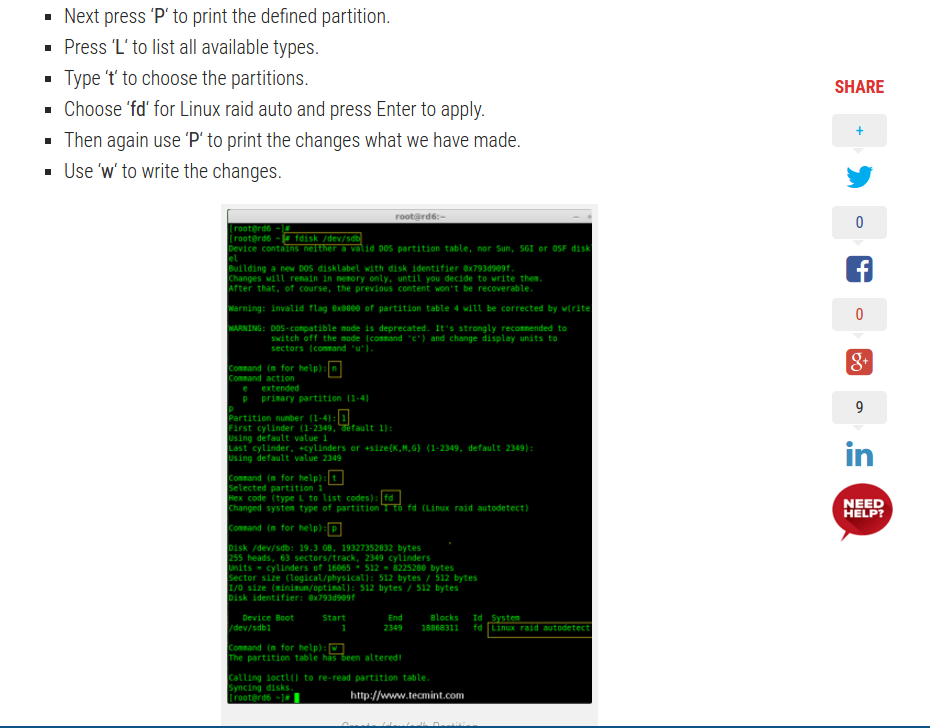 Next press ‘P‘ to print the defined partition.
Press ‘L‘ to list all available types.
Type ‘t‘ to choose the partitions.
Choose ‘fd‘ for Linux raid auto and press Enter to apply.
Then again use ‘P‘ to print the changes what we have made.
Use ‘w‘ to write the changes.
root@rd6:~
[root@rd6 ~]#
[root@rd6 ~]# fdisk /dev/sdb
Device contains neither a valid DOS partition table, nor Sun, SGI or OSF disk
el
Building a new DOS disklabel with disk identifier 0x793d909f.
Changes will remain in memory only, until you decide to write them.
After that, of course, the previous content won't be recoverable.
Warning: invalid flag 0x0000 of partition table 4 will be corrected by w(rite
WARNING: DOS-compatible mode is deprecated. It's strongly recommended to
switch off the mode (command 'c') and change display units to
sectors (command 'u').
Command (m for help): n
Command action
e   extended
p   primary partition (1-4)
p
Partition number (1-4): 1
First cylinder (1-2349, default 1):
Using default value 1
Last cylinder, +cylinders or +size{K,M,G} (1-2349, default 2349):
Using default value 2349
Command (m for help): t
Selected partition 1
Hex code (type L to list codes): fd
Changed system type of partition 1 to fd (Linux raid autodetect)
Command (m for help): p
Disk /dev/sdb: 19.3 GB, 19327352832 bytes
255 heads, 63 sectors/track, 2349 cylinders
Units = cylinders of 16065 * 512 = 8225280 bytes
Sector size (logical/physical): 512 bytes / 512 bytes
I/O size (minimum/optimal): 512 bytes / 512 bytes
Disk identifier: 0x793d909f
Device Boot Start End Blocks Id System
/dev/sdb1 1 2349 18868311 fd Linux raid autodetect
Command (m for help): w
The partition table has been altered!
Calling ioctl() to re-read partition table.
Syncing disks.
[root@rd6 ~]#
http://www.tecmint.com
SHARE
+
0
0
g+
9
in
NEED
HELP?